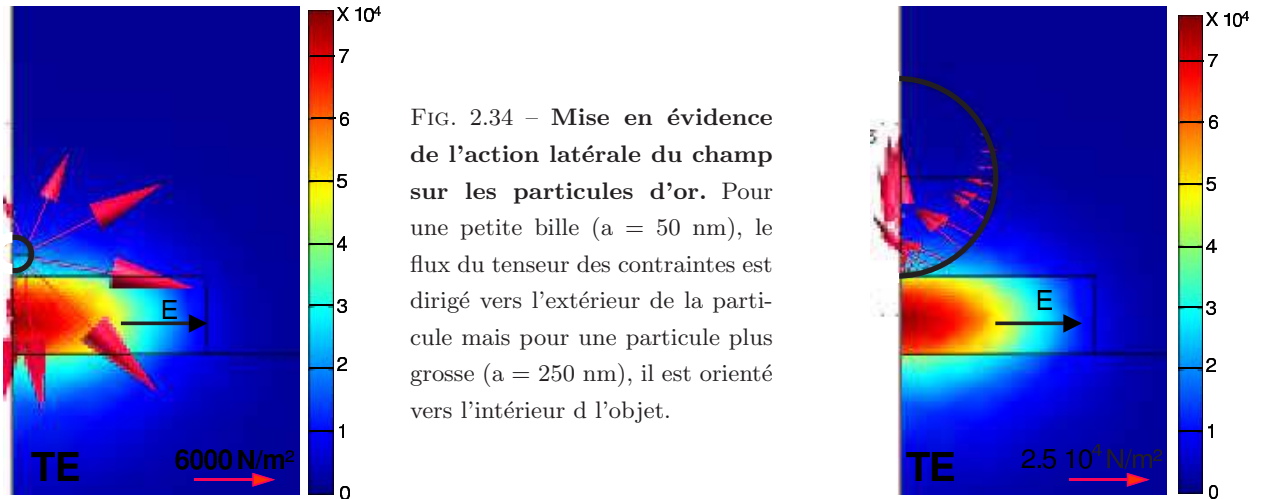 X 10⁴
7
6
5
4
3
2
1
0
E
TE
6000 N/m²
FIG. 2.34 – Mise en évidence
de l'action latérale du champ
sur les particules d'or. Pour
une petite bille (a = 50 nm), le
flux du tenseur des contraintes est
dirigé vers l'extérieur de la parti-
cule mais pour une particule plus
grosse (a = 250 nm), il est orienté
vers l'intérieur d l'objet.
X 10⁴
7
6
5
4
3
2
1
0
E
TE
2.5 10⁴ N/m²